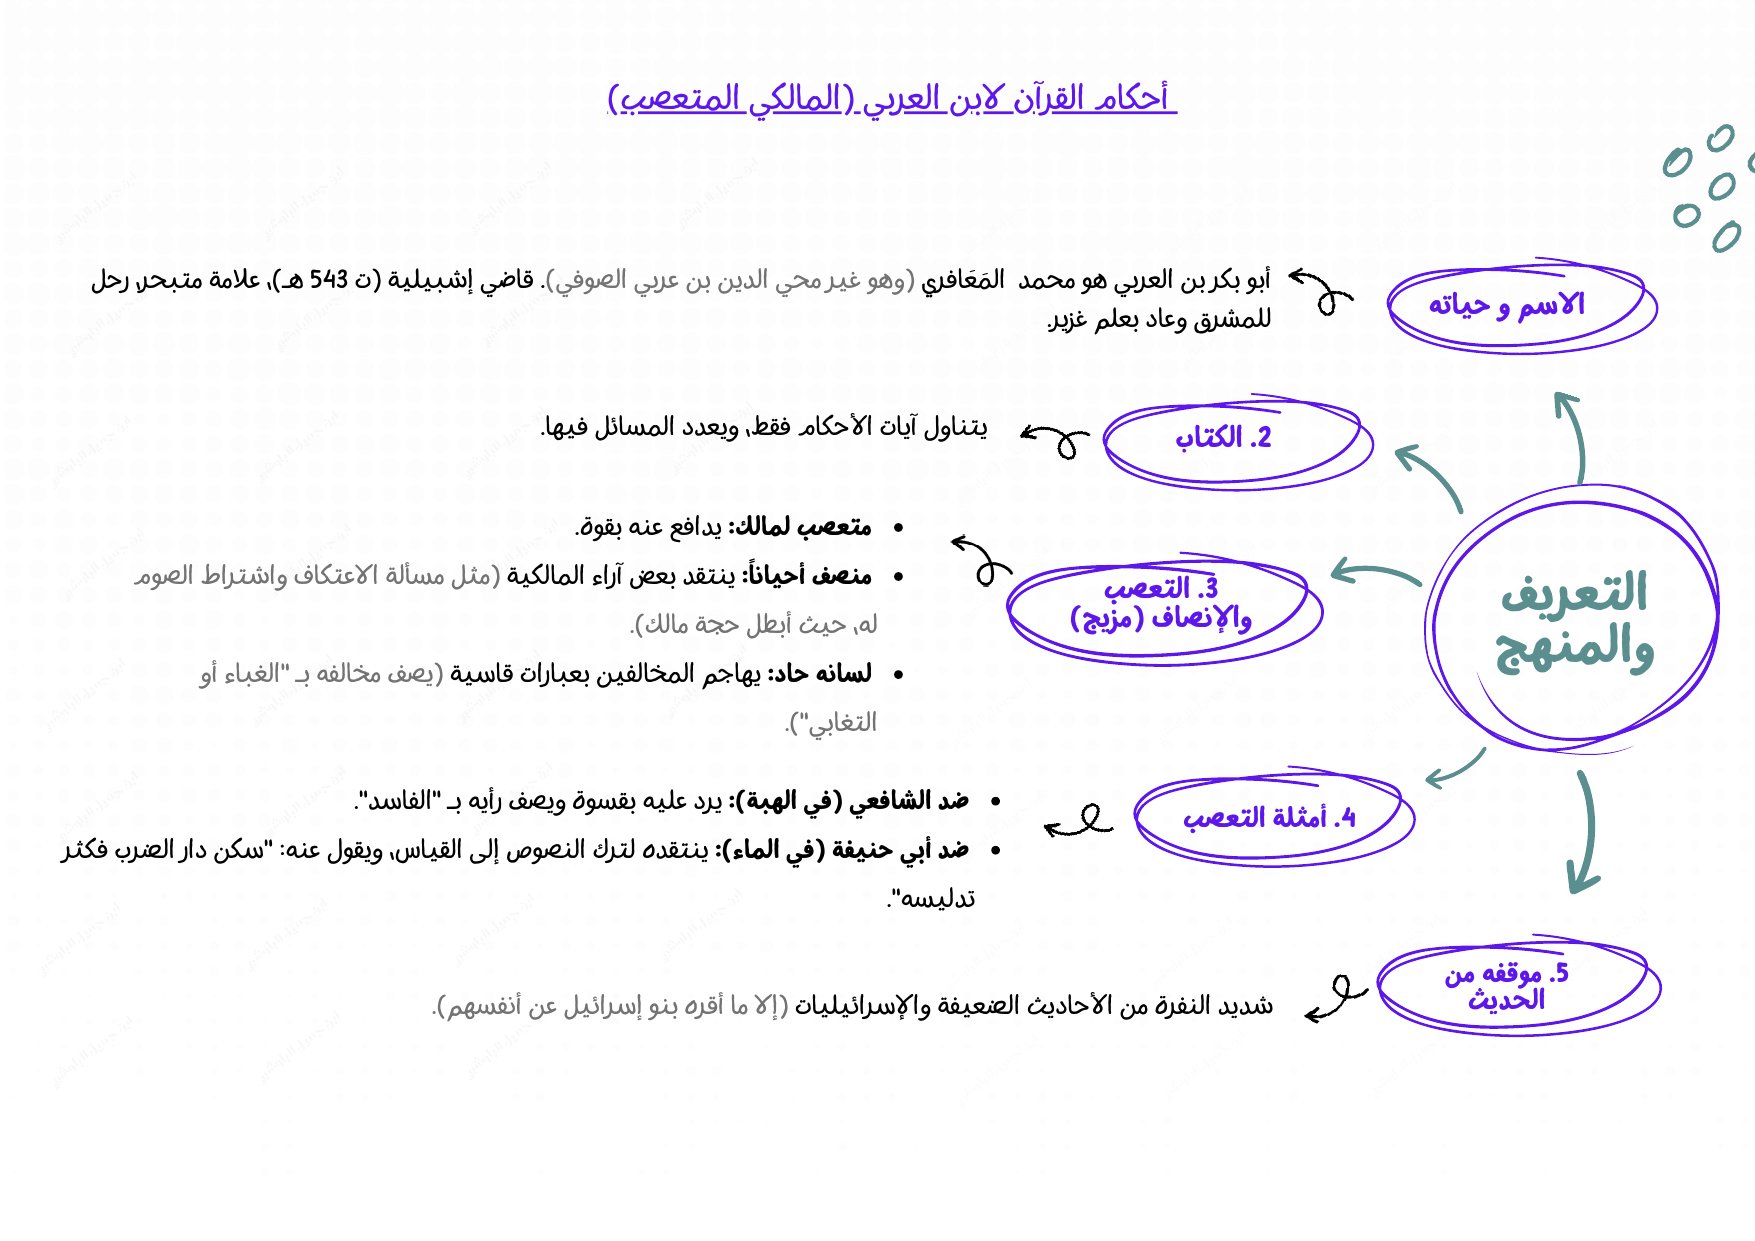 أحكام القرآن لابن العربي (المالكي المتعصب)
الاسم و حياته
أبو بكر بن العربي هو محمد المَعَافري (وهو غير محي الدين بن عربي الصوفي). قاضي إشبيلية (ت 543 هـ)، علامة متبحر، رحل
للمشرق وعاد بعلم غزير.
2. الكتاب
يتناول آيات الأحكام فقط، ويعدد المسائل فيها.
التعريف
والمنهج
3. التعصب
والإنصاف (مزيج)
• متعصب لمالك: يدافع عنه بقوة.
• منصف أحياناً: ينتقد بعض آراء المالكية (مثل مسألة الاعتكاف واشتراط الصوم
له، حيث أبطل حجة مالك).
• لسانه حاد: يهاجم المخالفين بعبارات قاسية (يصف مخالفه بـ "الغباء أو
التغابي").
4. أمثلة التعصب
• ضد الشافعي (في الهبة): يرد عليه بقسوة ويصف رأيه بـ "الفاسد".
• ضد أبي حنيفة (في الماء): ينتقده لترك النصوص إلى القياس، ويقول عنه: "سكن دار الضرب فكثر
تدليسه".
5. موقفه من
الحديث
شديد النفرة من الأحاديث الضعيفة والإسرائيليات (إلا ما أقره بنو إسرائيل عن أنفسهم).